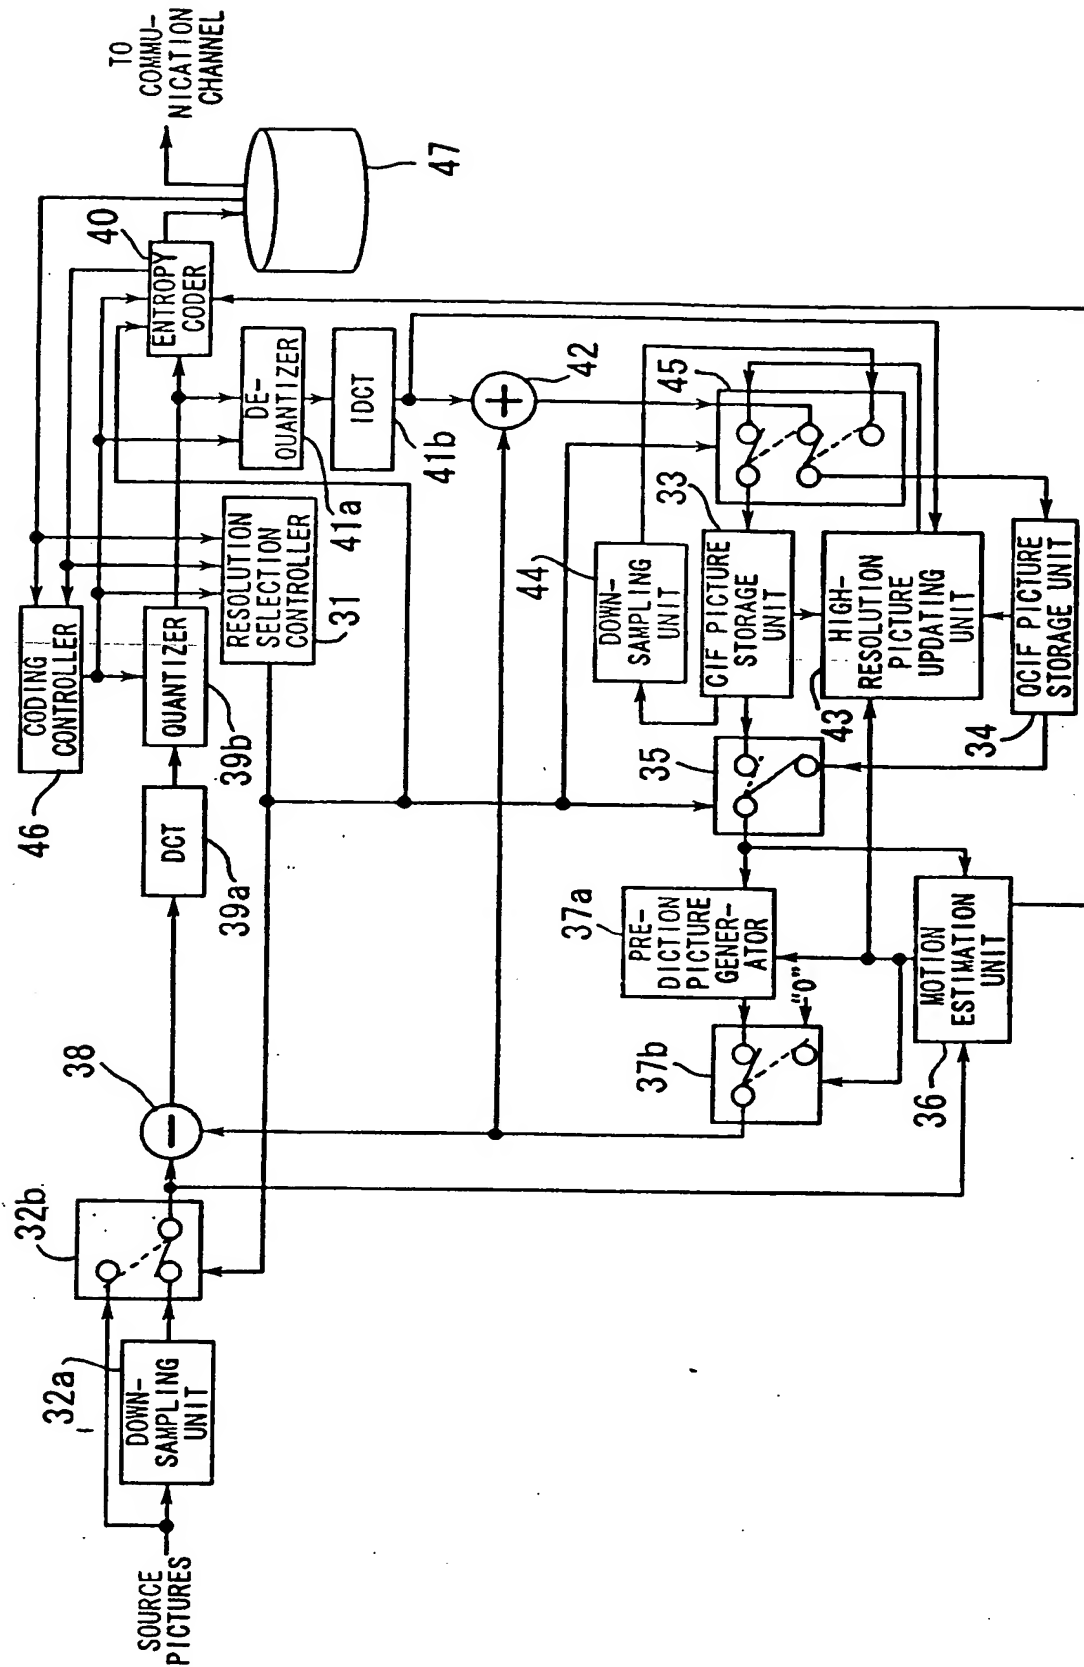 SOURCE
PICTURES
32a
DOWN-
SAMPLING
UNIT
32b
38
39a
DCT
39b
QUANTIZER
46
CODING
CONTROLLER
31
RESOLUTION
SELECTION
CONTROLLER
40
ENTROPY
CODER
47
TO
COMMU-
NICATION
CHANNEL
41a
DE-
QUANTIZER
41b
IDCT
42
45
44
DOWN-
SAMPLING
UNIT
33
CIF PICTURE
STORAGE
UNIT
43
HIGH-
RESOLUTION
PICTURE
UPDATING
UNIT
34
QCIF PICTURE
STORAGE UNIT
35
37a
PRE-
DICTION
PICTURE
GENER-
ATOR
37b
"0"
36
MOTION
ESTIMATION
UNIT